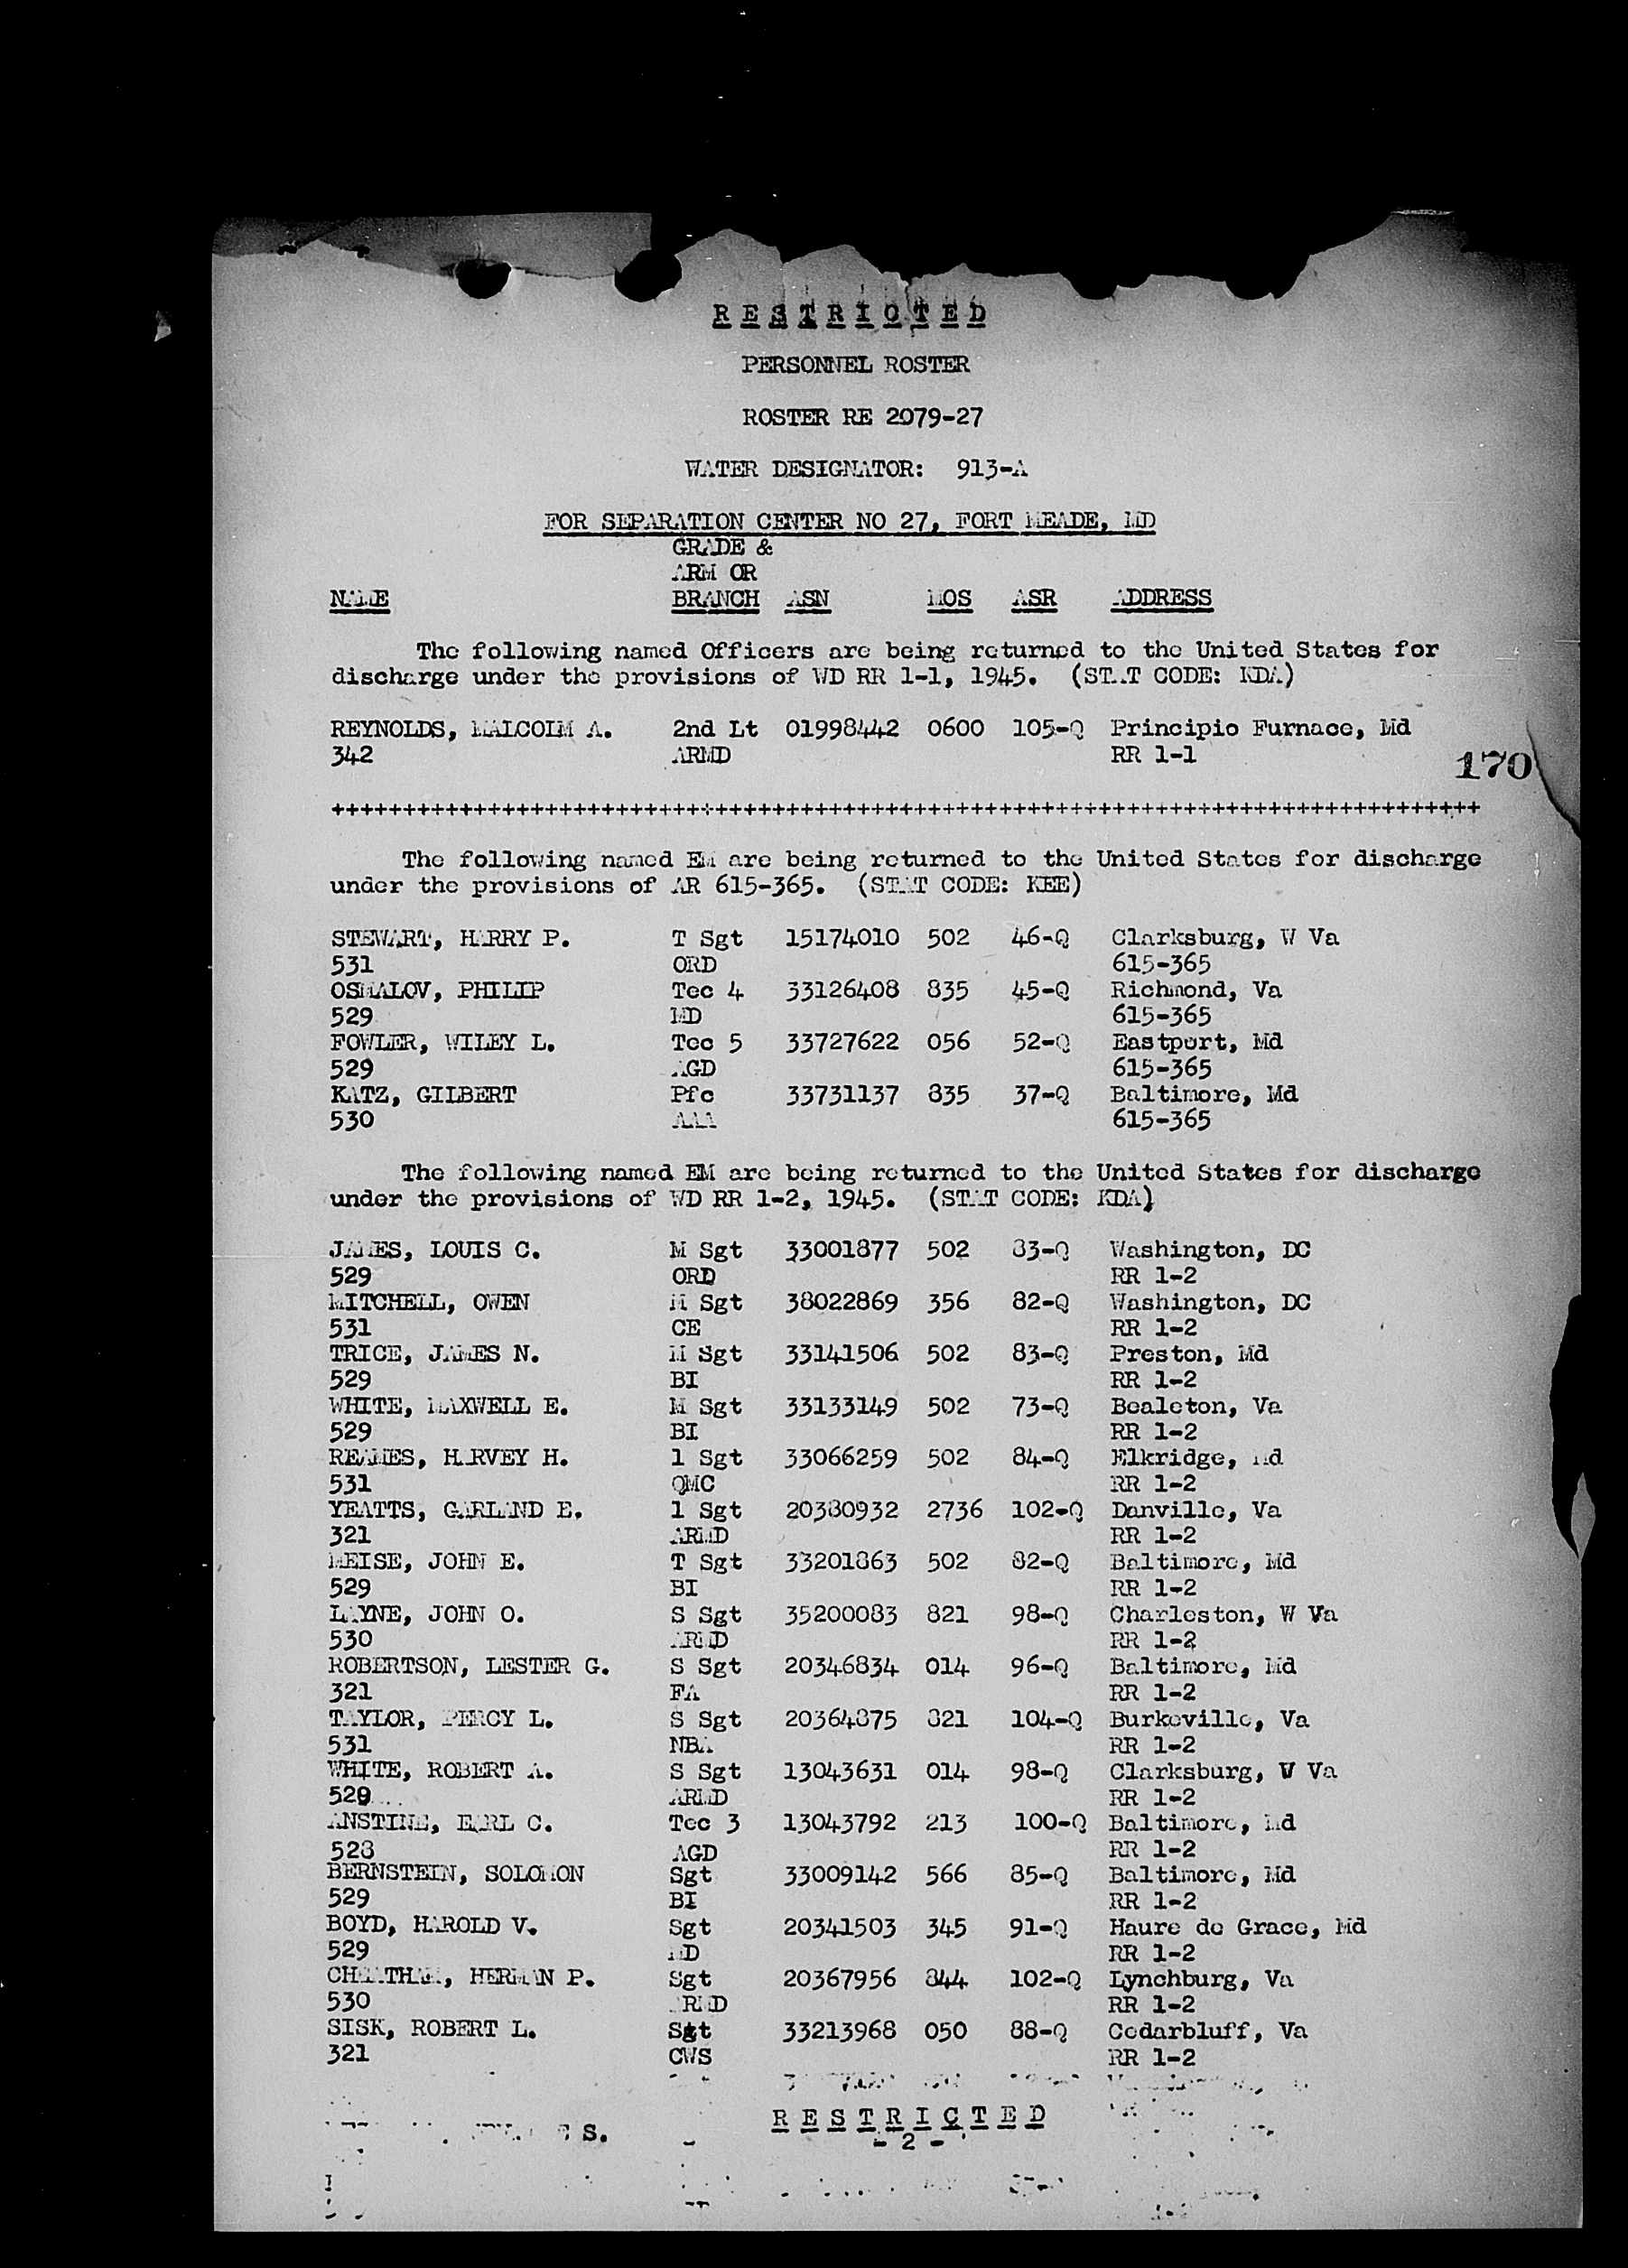 RESTRICTED
PERSONNEL ROSTER
ROSTER RE 2079-27
WATER DESIGNATOR: 913-A
FOR SEPARATION CENTER NO 27, FORT MEADE, MD
GRADE &
ARM OR
NAME BRANCH ASN MOS ASR ADDRESS
The following named Officers are being returned to the United States for
discharge under the provisions of WD RR 1-1, 1945. (STAT CODE: KDA)
REYNOLDS, MALCOLM A. 2nd Lt 01998442 0600 105-Q Principio Furnace, Md
342 ARMD RR 1-1
170
+++++++++++++++++++++++++++++++++++++++++++++++++++++++++++++++++++++++++++++++++
The following named EM are being returned to the United States for discharge
under the provisions of AR 615-365. (STAT CODE: KEE)
STEWART, HARRY P. T Sgt 15174010 502 46-Q Clarksburg, W Va
531 ORD 615-365
OSMALOV, PHILIP Tec 4 33126408 835 45-Q Richmond, Va
529 MD 615-365
FOWLER, WILEY L. Tec 5 33727622 056 52-Q Eastport, Md
529 AGD 615-365
KATZ, GILBERT Pfc 33731137 835 37-Q Baltimore, Md
530 AAA 615-365
The following named EM are being returned to the United States for discharge
under the provisions of WD RR 1-2, 1945. (STAT CODE: KDA)
JAMES, LOUIS C. M Sgt 33001877 502 83-Q Washington, DC
529 ORD RR 1-2
MITCHELL, OWEN M Sgt 38022869 356 82-Q Washington, DC
531 CE RR 1-2
TRICE, JAMES N. M Sgt 33141506 502 83-Q Preston, Md
529 BI RR 1-2
WHITE, MAXWELL E. M Sgt 33133149 502 73-Q Bealeton, Va
529 BI RR 1-2
REAMES, HARVEY H. 1 Sgt 33066259 502 84-Q Elkridge, Md
531 QMC RR 1-2
YEATTS, GARLAND E. 1 Sgt 20380932 2736 102-Q Danville, Va
321 ARMD RR 1-2
MEISE, JOHN E. T Sgt 33201863 502 82-Q Baltimore, Md
529 BI RR 1-2
LAYNE, JOHN O. S Sgt 35200083 821 98-Q Charleston, W Va
530 ARMD RR 1-2
ROBERTSON, LESTER G. S Sgt 20346834 014 96-Q Baltimore, Md
321 FA RR 1-2
TAYLOR, PERCY L. S Sgt 20364875 821 104-Q Burkeville, Va
531 NBA RR 1-2
WHITE, ROBERT A. S Sgt 13043631 014 98-Q Clarksburg, W Va
529 ARMD RR 1-2
ANSTINE, EARL C. Tec 3 13043792 213 100-Q Baltimore, Md
528 AGD RR 1-2
BERNSTEIN, SOLOMON Sgt 33009142 566 85-Q Baltimore, Md
529 BI RR 1-2
BOYD, HAROLD V. Sgt 20341503 345 91-Q Haure de Grace, Md
529 MD RR 1-2
CHEATHAM, HERMAN P. Sgt 20367956 844 102-Q Lynchburg, Va
530 ARMD RR 1-2
SISK, ROBERT L. Sgt 33213968 050 88-Q Cedarbluff, Va
321 CWS RR 1-2
RESTRICTED
S.
- 2 -